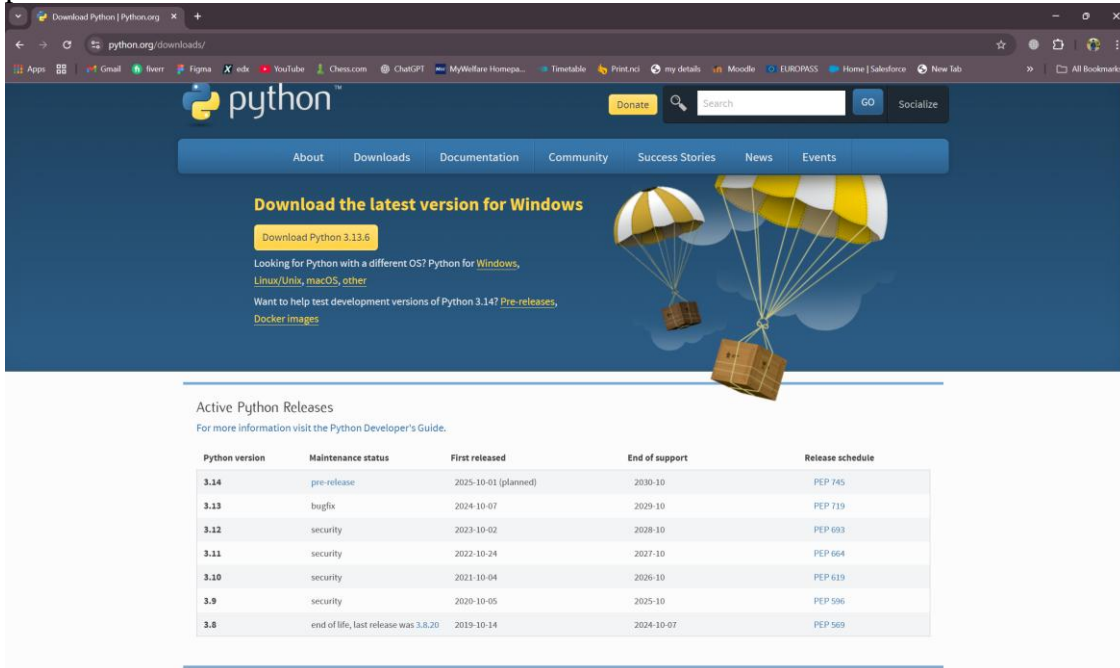 Download Python | Python.org
python.org/downloads/
Apps Gmail fiverr Figma edx YouTube Chess.com ChatGPT MyWelfare Homepa... Timetable Print.nci my details Moodle EUROPASS Home | Salesforce New Tab » All Bookmarks
python™
Donate Search GO Socialize
About Downloads Documentation Community Success Stories News Events
Download the latest version for Windows
Download Python 3.13.6
Looking for Python with a different OS? Python for Windows,
Linux/Unix, macOS, other
Want to help test development versions of Python 3.14? Pre-releases,
Docker images
Active Python Releases
For more information visit the Python Developer's Guide.
Python version Maintenance status First released End of support Release schedule
3.14 pre-release 2025-10-01 (planned) 2030-10 PEP 745
3.13 bugfix 2024-10-07 2029-10 PEP 719
3.12 security 2023-10-02 2028-10 PEP 693
3.11 security 2022-10-24 2027-10 PEP 664
3.10 security 2021-10-04 2026-10 PEP 619
3.9 security 2020-10-05 2025-10 PEP 596
3.8 end of life, last release was 3.8.20 2019-10-14 2024-10-07 PEP 569